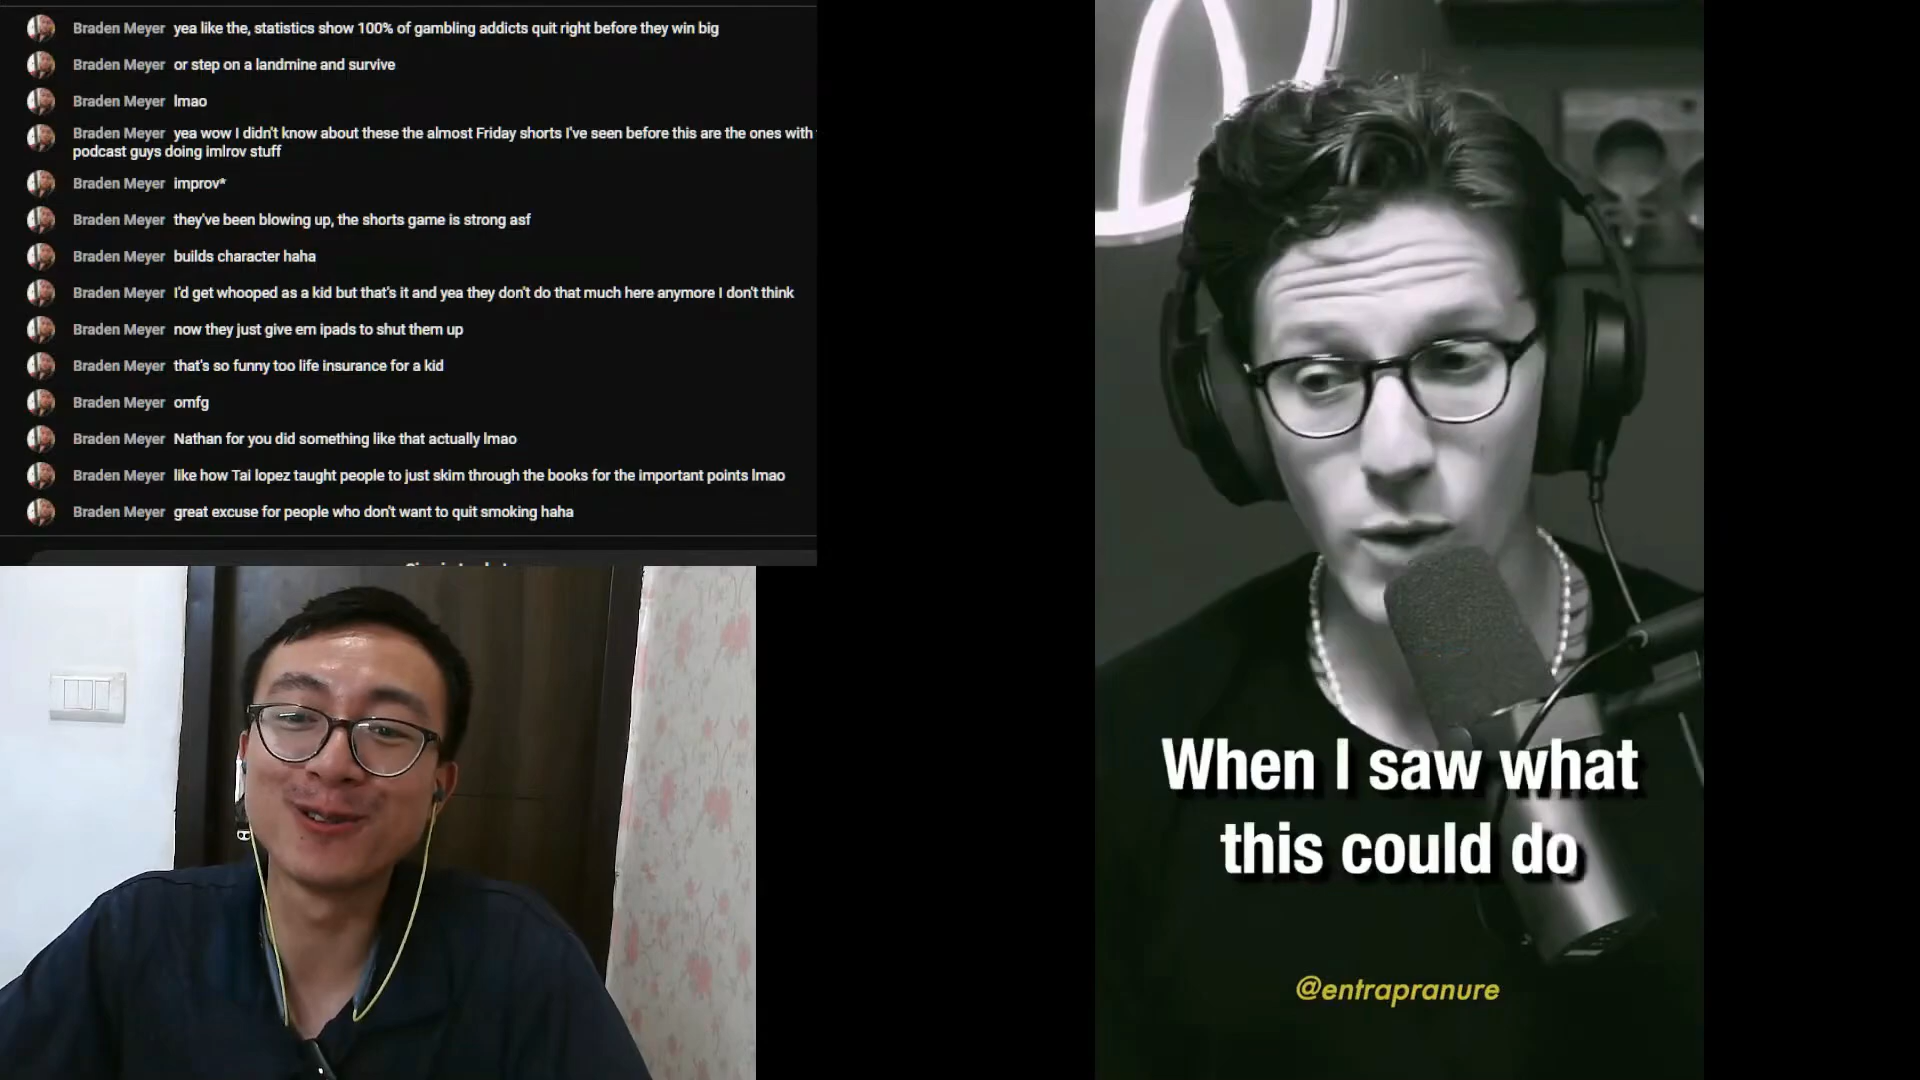 Braden Meyer yea like the, statistics show 100% of gambling addicts quit right before they win big
Braden Meyer or step on a landmine and survive
Braden Meyer lmao
Braden Meyer yea wow I didn't know about these the almost Friday shorts I've seen before this are the ones with
podcast guys doing imlrov stuff
Braden Meyer improv*
Braden Meyer they've been blowing up, the shorts game is strong asf
Braden Meyer builds character haha
Braden Meyer I'd get whooped as a kid but that's it and yea they don't do that much here anymore I don't think
Braden Meyer now they just give em ipads to shut them up
Braden Meyer that's so funny too life insurance for a kid
Braden Meyer omfg
Braden Meyer Nathan for you did something like that actually lmao
Braden Meyer like how Tai lopez taught people to just skim through the books for the important points lmao
Braden Meyer great excuse for people who don't want to quit smoking haha
When I saw what
this could do
@entrapranure